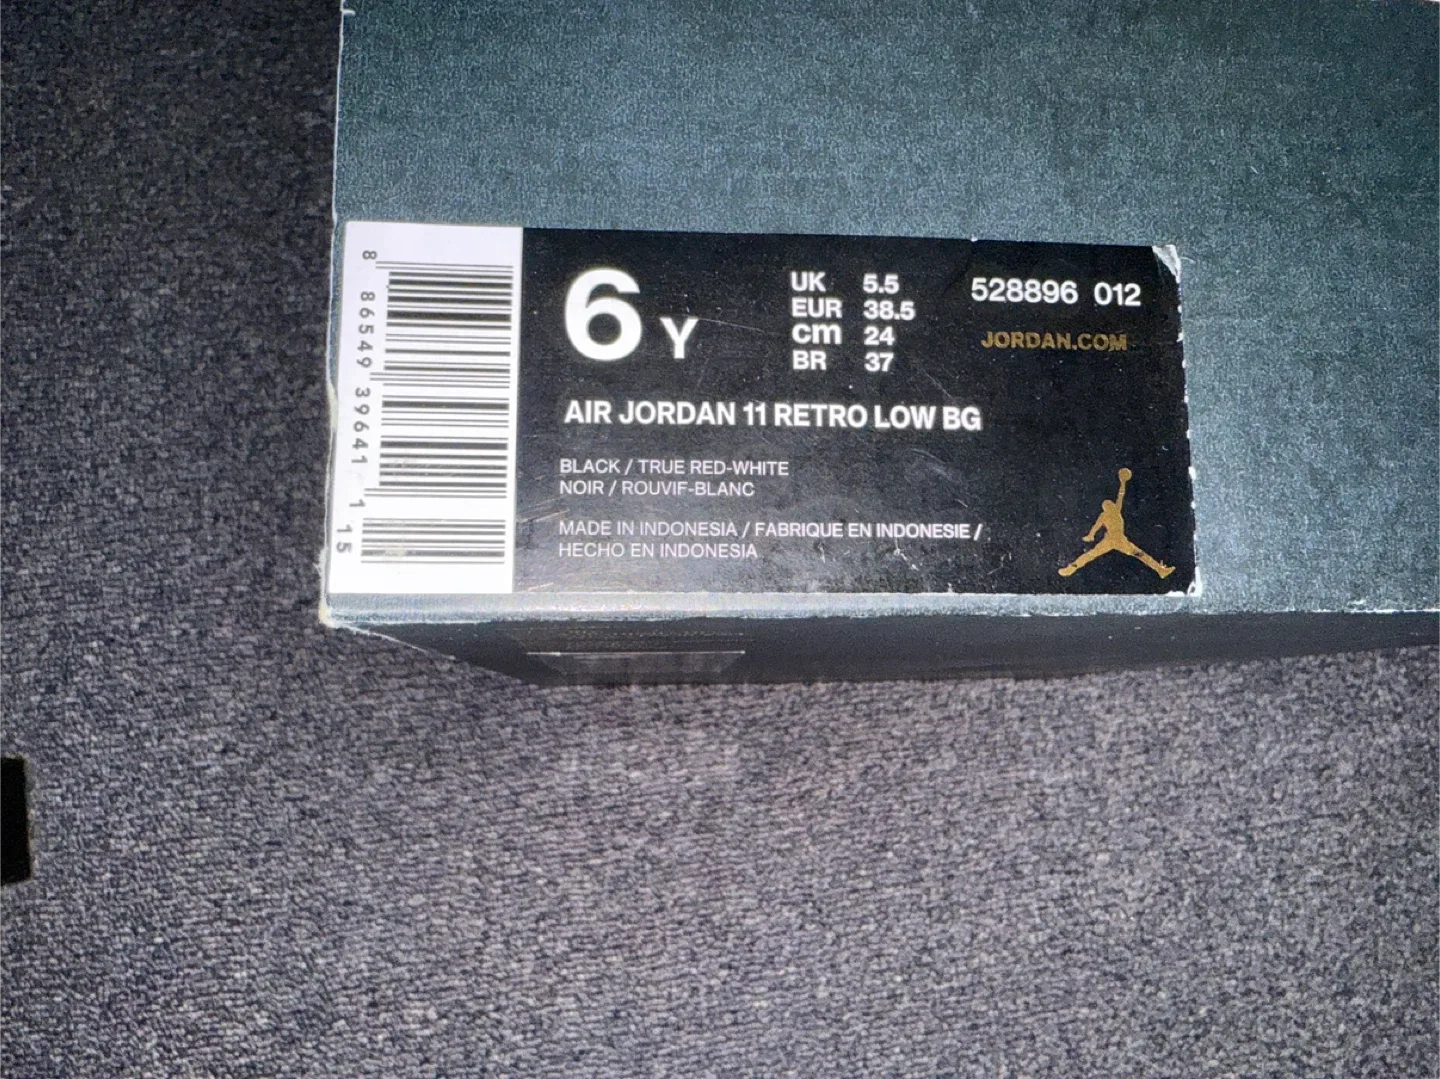 8 86549 39641 1 15
6 Y
UK 5.5
EUR 38.5
cm 24
BR 37
528896 012
JORDAN.COM
AIR JORDAN 11 RETRO LOW BG
BLACK / TRUE RED-WHITE
NOIR / ROUVIF-BLANC
MADE IN INDONESIA / FABRIQUE EN INDONESIE /
HECHO EN INDONESIA